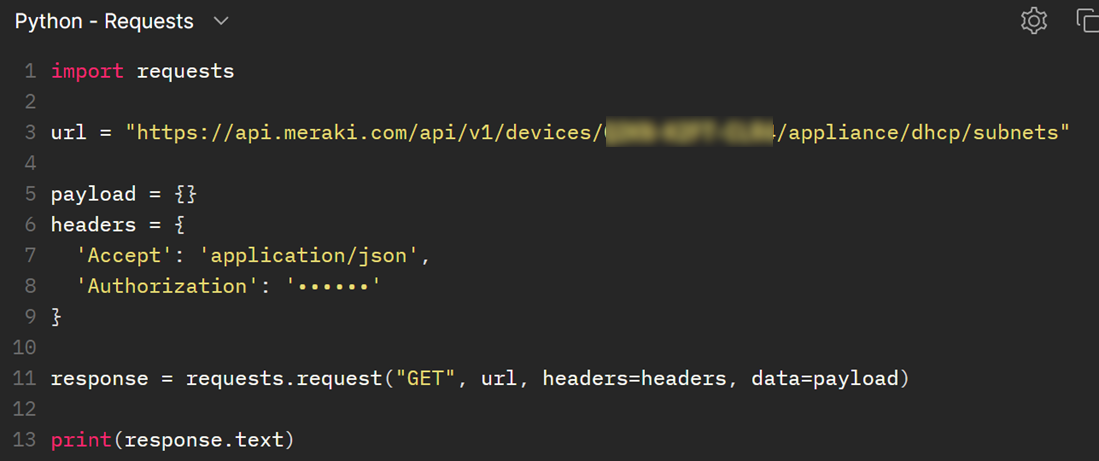 Python - Requests
1 import requests
2
3 url = "https://api.meraki.com/api/v1/devices/ /appliance/dhcp/subnets"
4
5 payload = {}
6 headers = {
7   'Accept': 'application/json',
8   'Authorization': '••••••'
9 }
10
11 response = requests.request("GET", url, headers=headers, data=payload)
12
13 print(response.text)